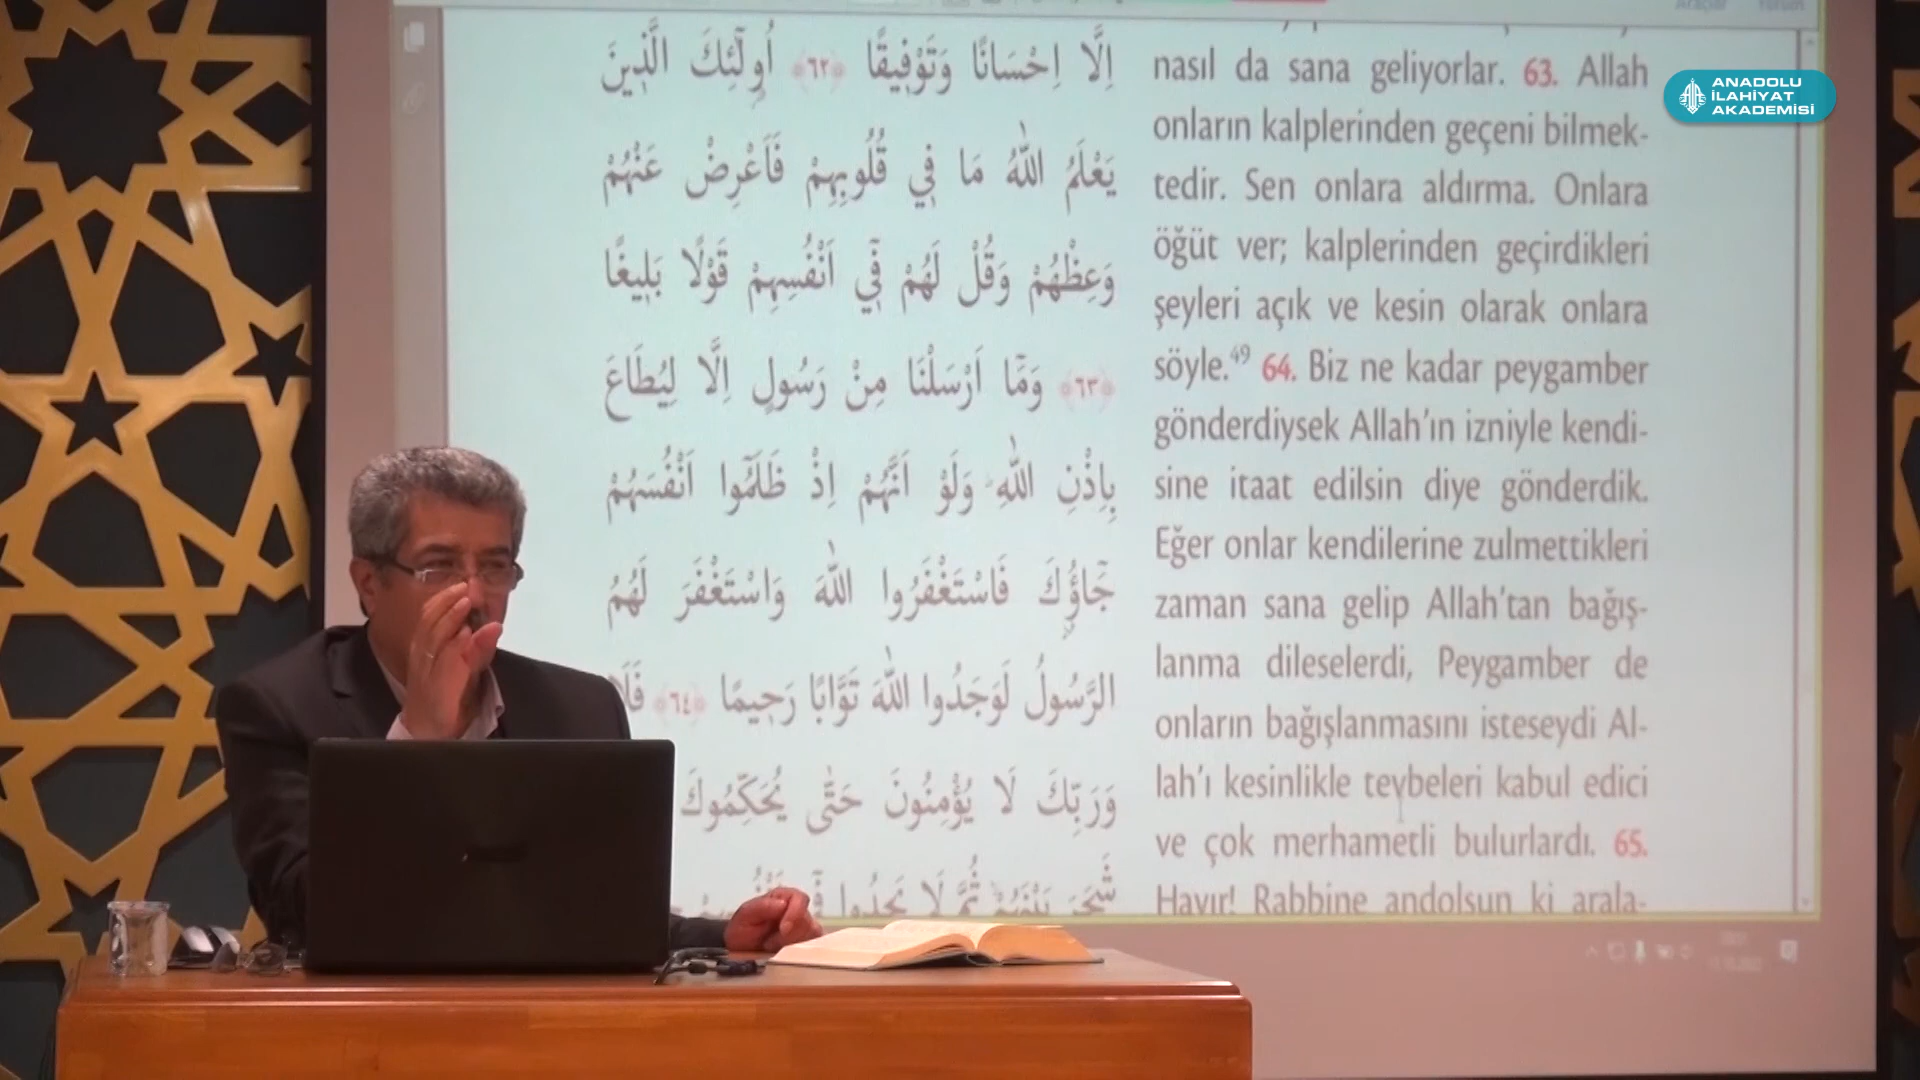 اِلَّٓا اِحْسَانًا وَتَوْف۪يقًا ﴿٦٢﴾ اُو۬لٰٓئِكَ الَّذ۪ينَ
يَعْلَمُ اللّٰهُ مَا ف۪ي قُلُوبِهِمْ فَاَعْرِضْ عَنْهُمْ
وَعِظْهُمْ وَقُلْ لَهُمْ ف۪ٓي اَنْفُسِهِمْ قَوْلًا بَل۪يغًا
﴿٦٣﴾ وَمَٓا اَرْسَلْنَا مِنْ رَسُولٍ اِلَّا لِيُطَاعَ
بِاِذْنِ اللّٰهِ وَلَوْ اَنَّهُمْ اِذْ ظَلَمُٓوا اَنْفُسَهُمْ
جَٓاؤُ۫كَ فَاسْتَغْفَرُوا اللّٰهَ وَاسْتَغْفَرَ لَهُمُ
الرَّسُولُ لَوَجَدُوا اللّٰهَ تَوَّابًا رَح۪يمًا ﴿٦٤﴾ فَلَا
وَرَبِّكَ لَا يُؤْمِنُونَ حَتّٰى يُحَكِّمُوكَ
شَجَرَ بَيْنَهُمْ ثُمَّ لَا يَجِدُوا ف۪ٓي
nasıl da sana geliyorlar. 63. Allah
onların kalplerinden geçeni bilmek-
tedir. Sen onlara aldırma. Onlara
öğüt ver; kalplerinden geçirdikleri
şeyleri açık ve kesin olarak onlara
söyle.49 64. Biz ne kadar peygamber
gönderdiysek Allah'ın izniyle kendi-
sine itaat edilsin diye gönderdik.
Eğer onlar kendilerine zulmettikleri
zaman sana gelip Allah'tan bağış-
lanma dileselerdi, Peygamber de
onların bağışlanmasını isteseydi Al-
lah'ı kesinlikle tevbeleri kabul edici
ve çok merhametli bulurlardı. 65.
Hayır! Rabbine andolsun ki arala-
ANADOLU
İLAHİYAT
AKADEMİSİ